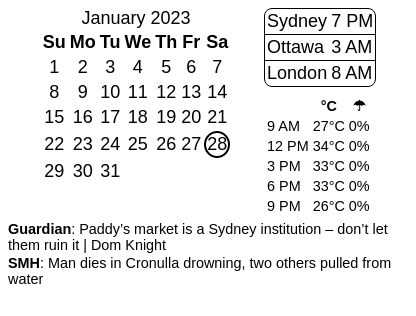 January 2023
Su Mo Tu We Th Fr Sa
1 2 3 4 5 6 7
8 9 10 11 12 13 14
15 16 17 18 19 20 21
22 23 24 25 26 27 28
29 30 31
Sydney 7 PM
Ottawa 3 AM
London 8 AM
°C ☂
9 AM 27°C 0%
12 PM 34°C 0%
3 PM 33°C 0%
6 PM 33°C 0%
9 PM 26°C 0%
Guardian: Paddy’s market is a Sydney institution – don’t let
them ruin it | Dom Knight
SMH: Man dies in Cronulla drowning, two others pulled from
water